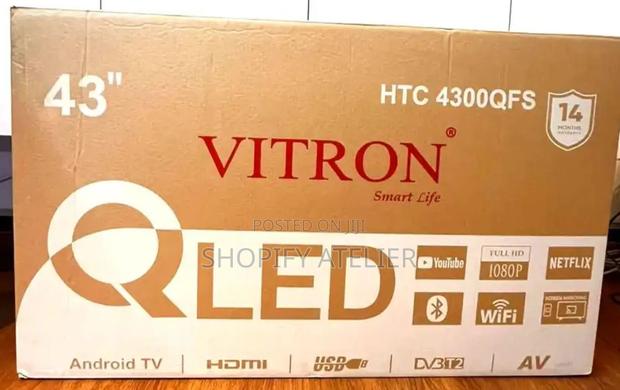 43"
HTC 4300QFS
14
MONTHS
VITRON®
Smart Life
POSTED ON JIJI
SHOPIFY ATELIER
QLED
YouTube
FULL HD
1080P
NETFLIX
WiFi
Android TV
HDMI
USB
DVB T2
AV